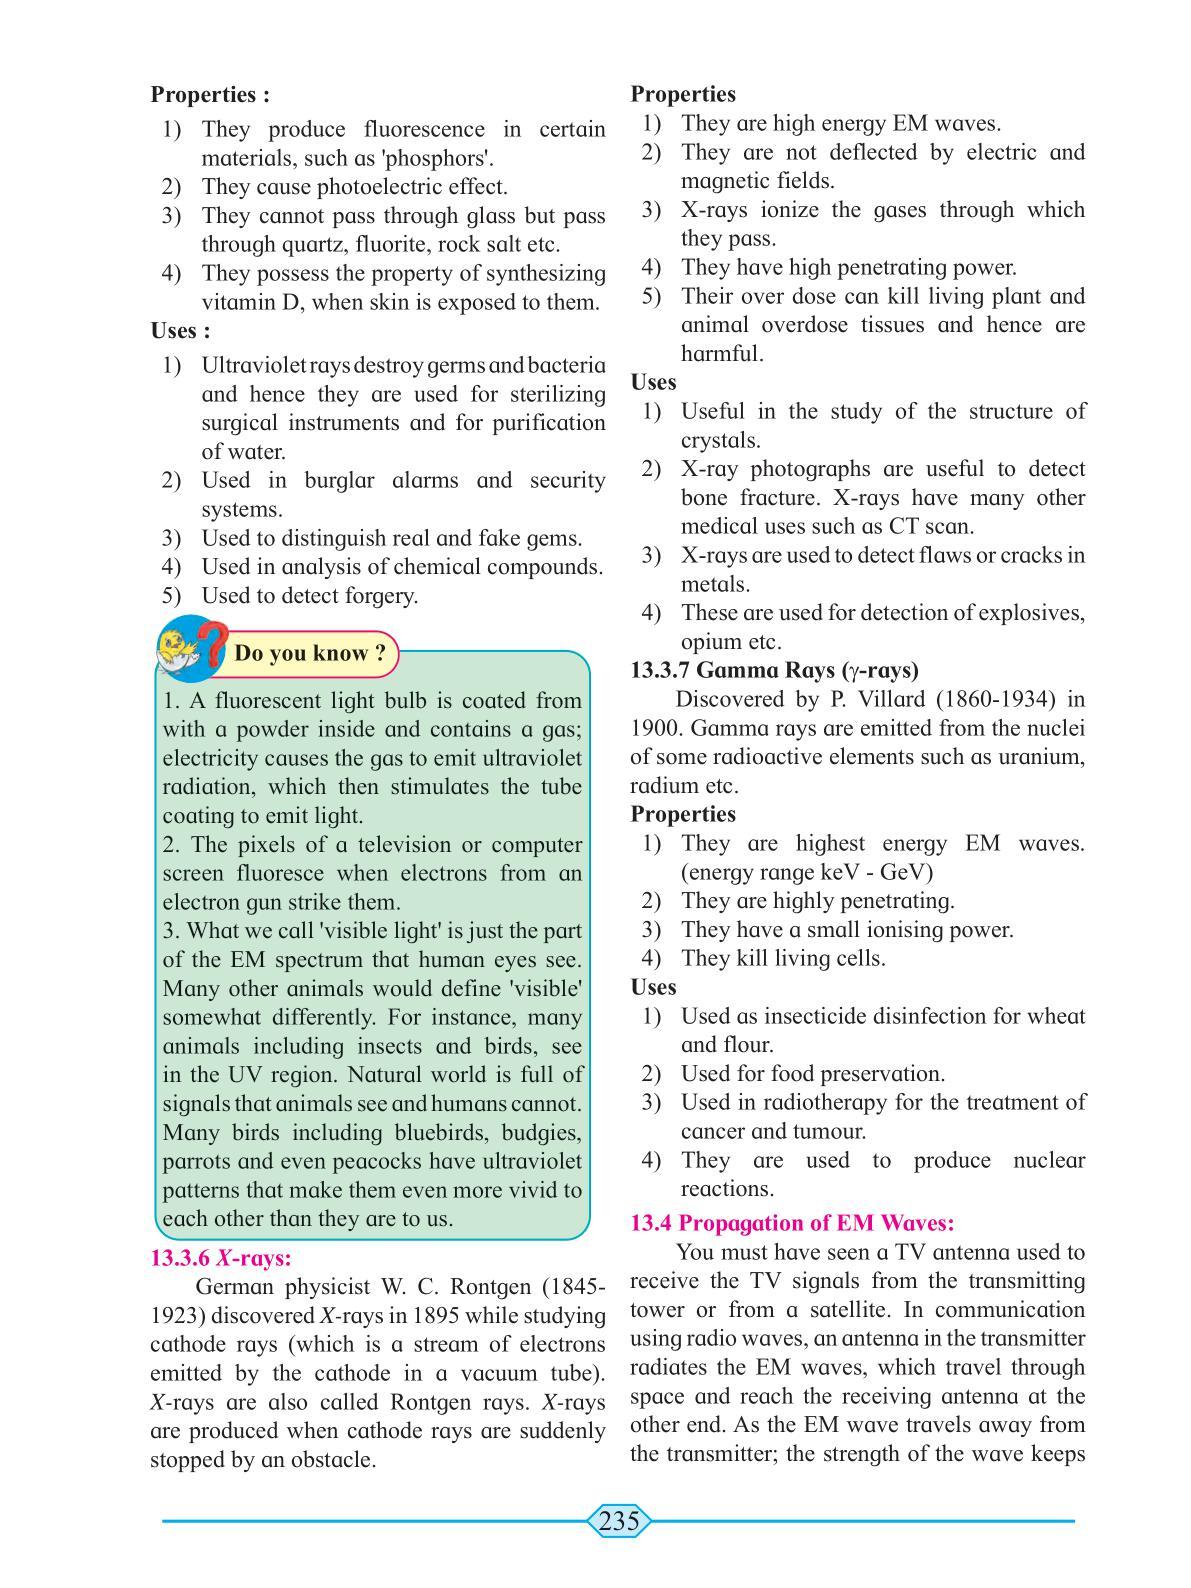 Properties :
1) They produce fluorescence in certain
materials, such as 'phosphors'.
2) They cause photoelectric effect.
3) They cannot pass through glass but pass
through quartz, fluorite, rock salt etc.
4) They possess the property of synthesizing
vitamin D, when skin is exposed to them.
Uses :
1) Ultraviolet rays destroy germs and bacteria
and hence they are used for sterilizing
surgical instruments and for purification
of water.
2) Used in burglar alarms and security
systems.
3) Used to distinguish real and fake gems.
4) Used in analysis of chemical compounds.
5) Used to detect forgery.
Do you know ?
1. A fluorescent light bulb is coated from
with a powder inside and contains a gas;
electricity causes the gas to emit ultraviolet
radiation, which then stimulates the tube
coating to emit light.
2. The pixels of a television or computer
screen fluoresce when electrons from an
electron gun strike them.
3. What we call 'visible light' is just the part
of the EM spectrum that human eyes see.
Many other animals would define 'visible'
somewhat differently. For instance, many
animals including insects and birds, see
in the UV region. Natural world is full of
signals that animals see and humans cannot.
Many birds including bluebirds, budgies,
parrots and even peacocks have ultraviolet
patterns that make them even more vivid to
each other than they are to us.
13.3.6 X-rays:
German physicist W. C. Rontgen (1845-
1923) discovered X-rays in 1895 while studying
cathode rays (which is a stream of electrons
emitted by the cathode in a vacuum tube).
X-rays are also called Rontgen rays. X-rays
are produced when cathode rays are suddenly
stopped by an obstacle.
Properties
1) They are high energy EM waves.
2) They are not deflected by electric and
magnetic fields.
3) X-rays ionize the gases through which
they pass.
4) They have high penetrating power.
5) Their over dose can kill living plant and
animal overdose tissues and hence are
harmful.
Uses
1) Useful in the study of the structure of
crystals.
2) X-ray photographs are useful to detect
bone fracture. X-rays have many other
medical uses such as CT scan.
3) X-rays are used to detect flaws or cracks in
metals.
4) These are used for detection of explosives,
opium etc.
13.3.7 Gamma Rays (γ-rays)
Discovered by P. Villard (1860-1934) in
1900. Gamma rays are emitted from the nuclei
of some radioactive elements such as uranium,
radium etc.
Properties
1) They are highest energy EM waves.
(energy range keV - GeV)
2) They are highly penetrating.
3) They have a small ionising power.
4) They kill living cells.
Uses
1) Used as insecticide disinfection for wheat
and flour.
2) Used for food preservation.
3) Used in radiotherapy for the treatment of
cancer and tumour.
4) They are used to produce nuclear
reactions.
13.4 Propagation of EM Waves:
You must have seen a TV antenna used to
receive the TV signals from the transmitting
tower or from a satellite. In communication
using radio waves, an antenna in the transmitter
radiates the EM waves, which travel through
space and reach the receiving antenna at the
other end. As the EM wave travels away from
the transmitter; the strength of the wave keeps
235